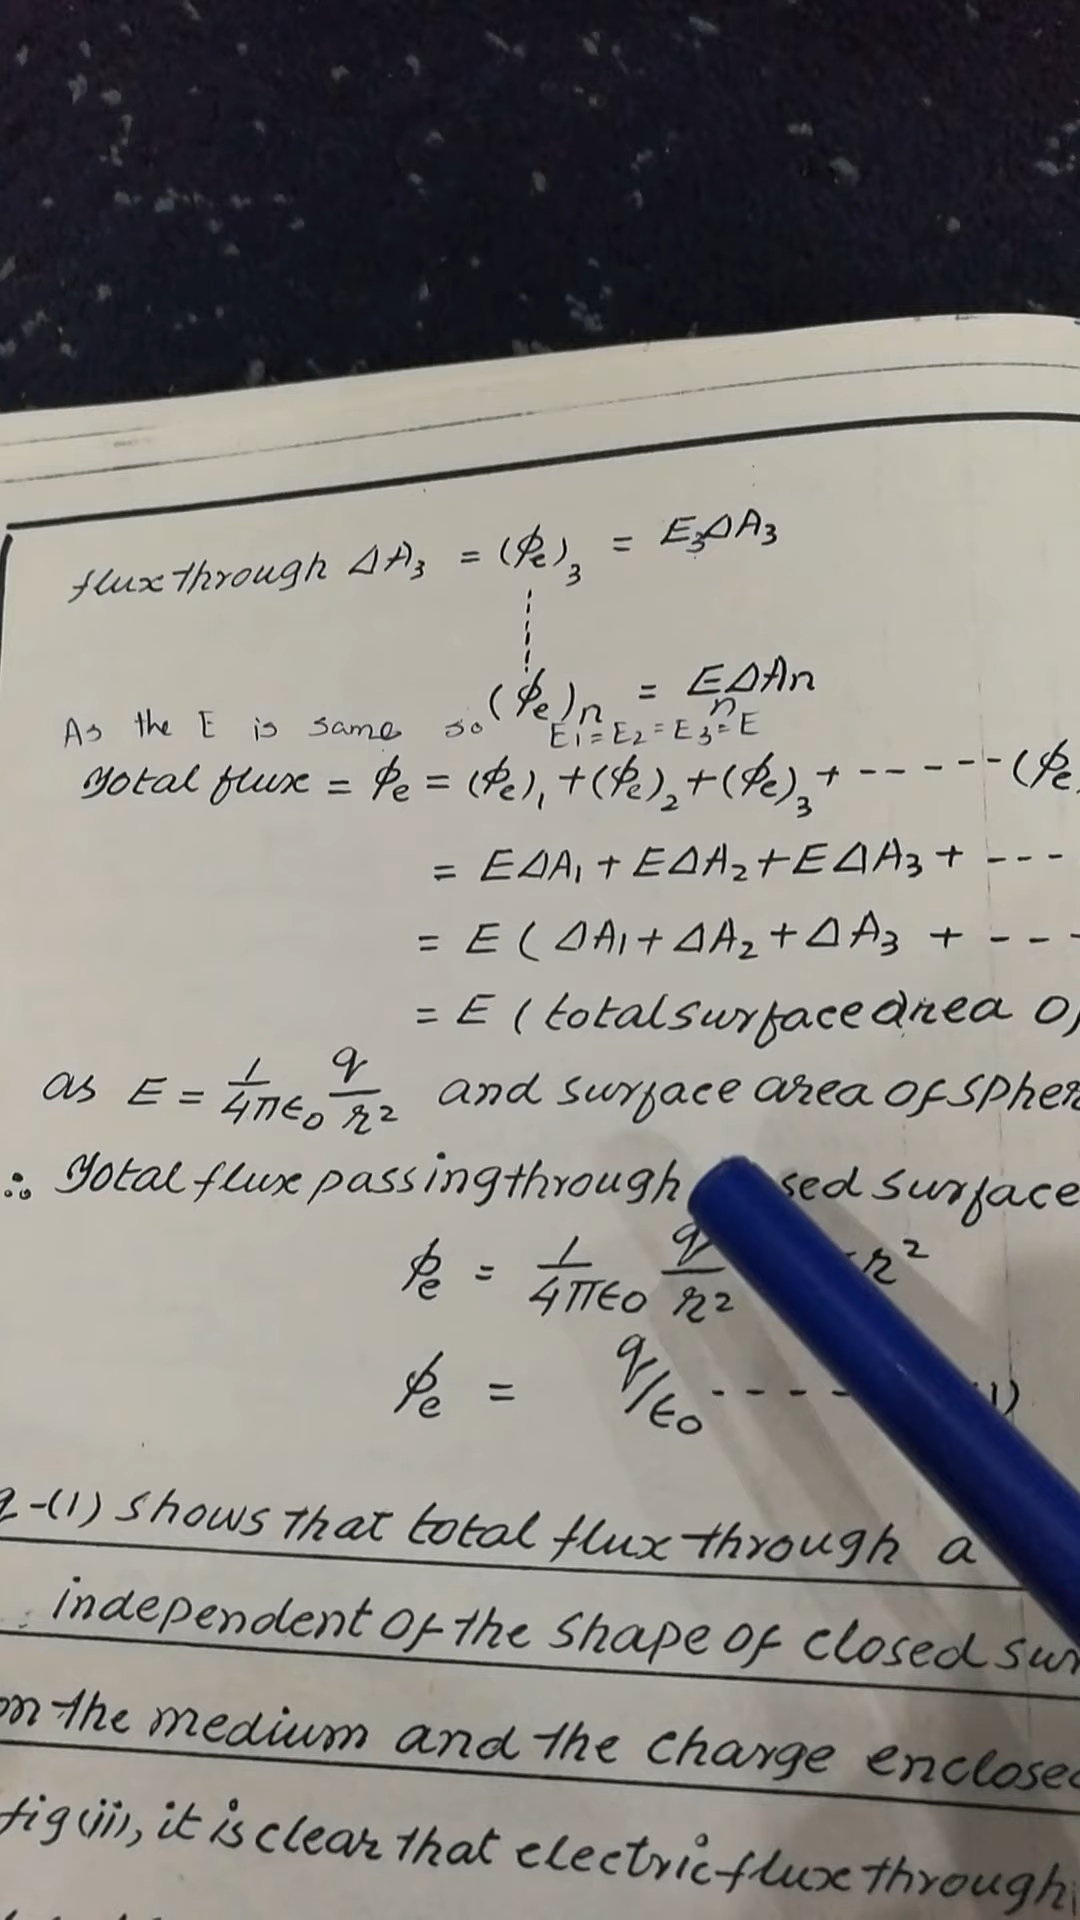 flux through ΔA₃ = (ϕe)₃ = E₃ΔA₃
(ϕe)n = EnΔAn
As the E is same so E₁=E₂=E₃=E
Total flux = ϕe = (ϕe)₁ + (ϕe)₂ + (ϕe)₃ + ------ (ϕe
= EΔA₁ + EΔA₂ + EΔA₃ + ---
= E ( ΔA₁ + ΔA₂ + ΔA₃ + ---
= E ( total surface area
as E = 1/4πϵ₀ q/r² and surface area of
∴ Total flux passing through surface
ϕe = 1/4πϵ₀ q/r² r²
ϕe = q/ϵ₀ ---- 1)
-(1) shows that total flux through a
independent of the shape of closed
on the medium and the charge enclosed
fig (ii), it is clear that electric flux through